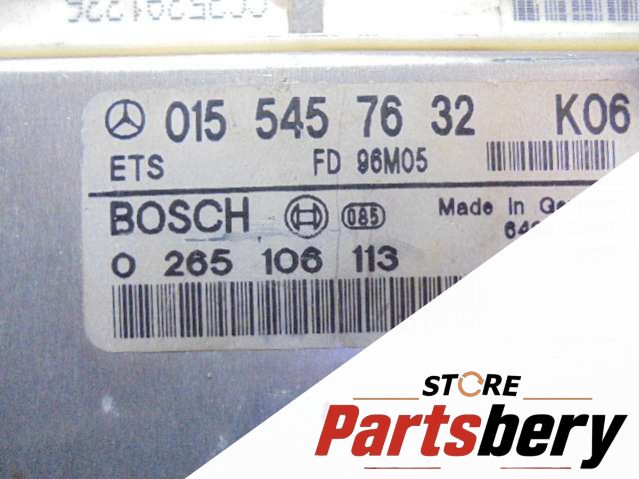 015 545 76 32 K06
ETS FD 96M05
BOSCH 085 Made in
0 265 106 113
STORE
Partsbery